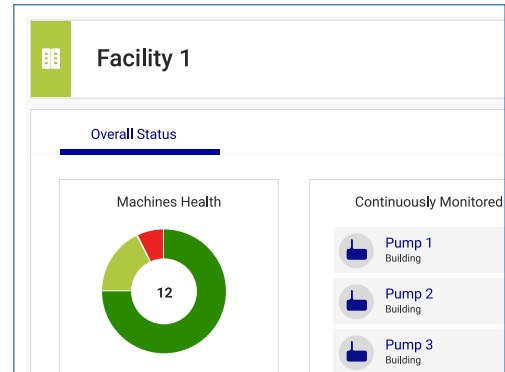 Facility 1
Overall Status
Machines Health
12
Continuously Monitored
Pump 1
Building
Pump 2
Building
Pump 3
Building